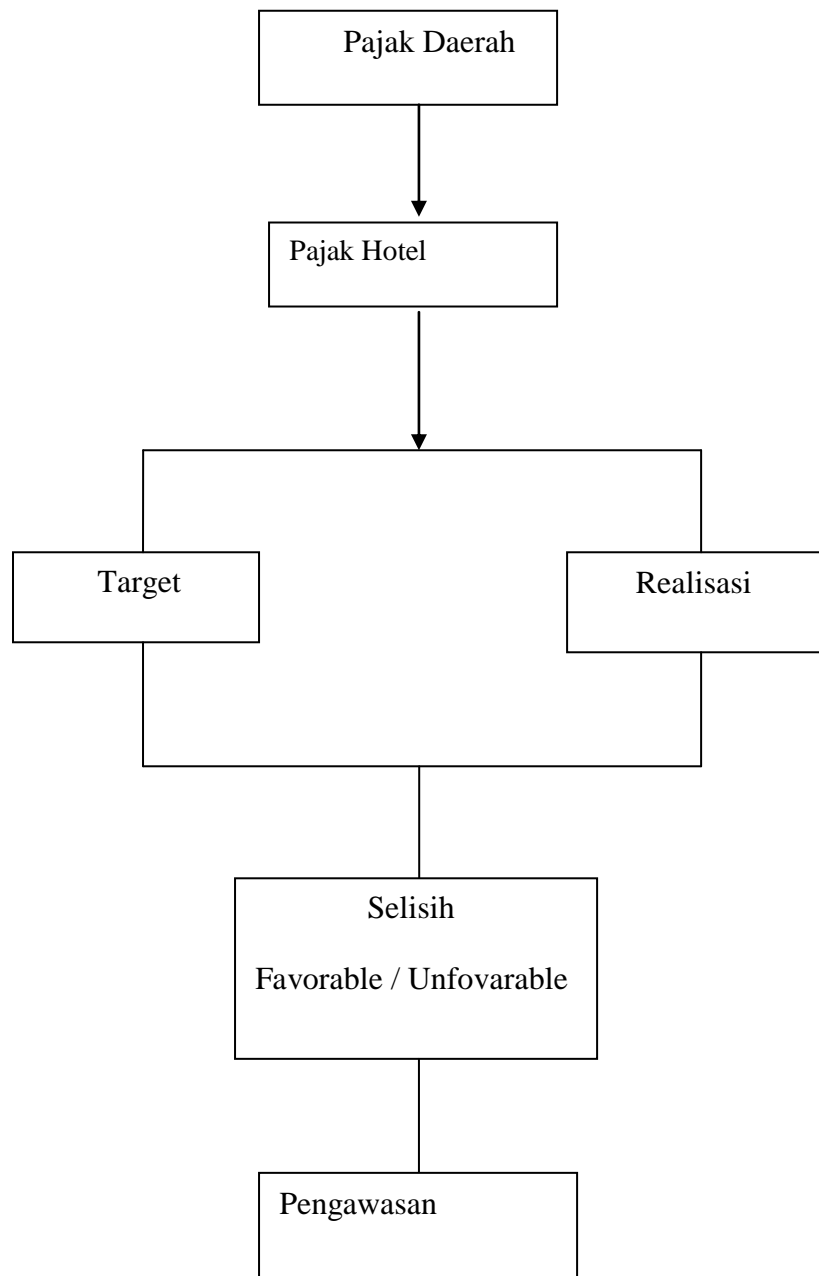 Pajak Daerah
Pajak Hotel
Target
Realisasi
Selisih
Favorable / Unfovarable
Pengawasan